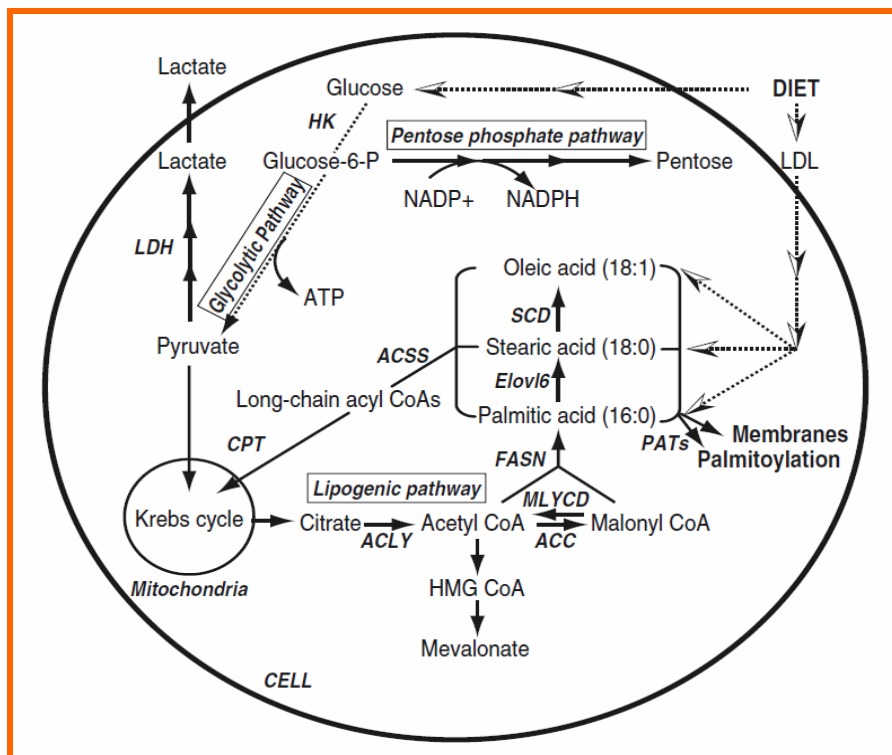 Lactate
Glucose
DIET
HK
Pentose phosphate pathway
Lactate
Glucose-6-P
Pentose
LDL
NADP+
NADPH
LDH
Glycolytic Pathway
Oleic acid (18:1)
ATP
SCD
Pyruvate
ACSS
Stearic acid (18:0)
Elovl6
Long-chain acyl CoAs
Palmitic acid (16:0)
PATs
Membranes
Palmitoylation
CPT
FASN
Lipogenic pathway
MLYCD
Krebs cycle
Citrate
Acetyl CoA
Malonyl CoA
ACLY
ACC
Mitochondria
HMG CoA
Mevalonate
CELL